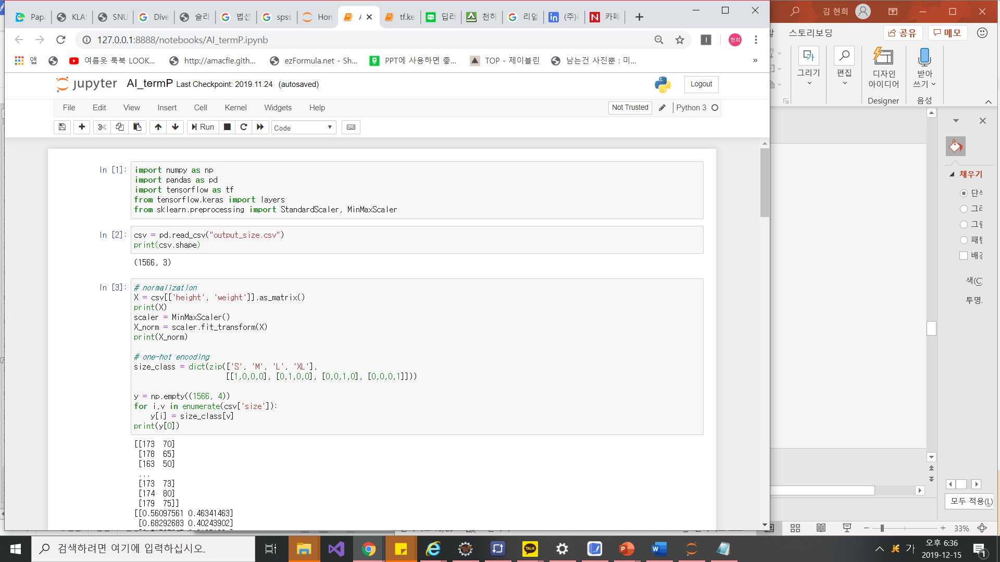 Pap
KLA
SNU
Dive
슬라
법선
spss
Hom
A
tf.ke
딥러
천하
리얼
(주)
카페
127.0.0.1:8888/notebooks/AI_termP.ipynb
현희
앱
여름옷 룩북 LOOK...
http://amacfie.gith...
ezFormula.net - Sh...
PPT에 사용하면 좋...
TOP - 제이블린
남는건 사진뿐 : 미...
»
jupyter AI_termP Last Checkpoint: 2019.11.24 (autosaved)
Logout
File Edit View Insert Cell Kernel Widgets Help
Not Trusted
Python 3
Run
Code
In [1]:
import numpy as np
import pandas as pd
import tensorflow as tf
from tensorflow.keras import layers
from sklearn.preprocessing import StandardScaler, MinMaxScaler
In [2]:
csv = pd.read_csv("output_size.csv")
print(csv.shape)
(1566, 3)
In [3]:
# normalization
X = csv[['height', 'weight']].as_matrix()
print(X)
scaler = MinMaxScaler()
X_norm = scaler.fit_transform(X)
print(X_norm)
# one-hot encoding
size_class = dict(zip(['S', 'M', 'L', 'XL'],
[[1,0,0,0], [0,1,0,0], [0,0,1,0], [0,0,0,1]]))
y = np.empty((1566, 4))
for i,v in enumerate(csv['size']):
y[i] = size_class[v]
print(y[0])
[[173 70]
[178 65]
[163 50]
...
[173 73]
[174 80]
[179 75]]
[[0.56097561 0.46341463]
[0.68292683 0.40243902]
김 현희
스토리보딩
공유
메모
그리기
편집
디자인
아이디어
받아
쓰기
Designer
음성
채우기
단색
그라
그림
패턴
배경
색(C)
투명
모두 적용(L)
33%
검색하려면 여기에 입력하십시오.
TALK
가
오후 6:36
2019-12-15
1